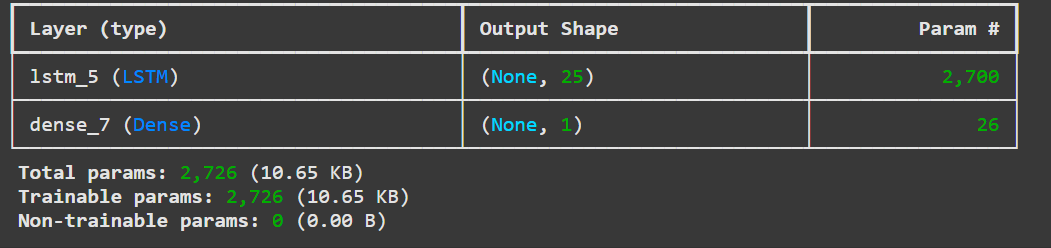 Layer (type) Output Shape Param #
lstm_5 (LSTM) (None, 25) 2,700
dense_7 (Dense) (None, 1) 26
Total params: 2,726 (10.65 KB)
Trainable params: 2,726 (10.65 KB)
Non-trainable params: 0 (0.00 B)